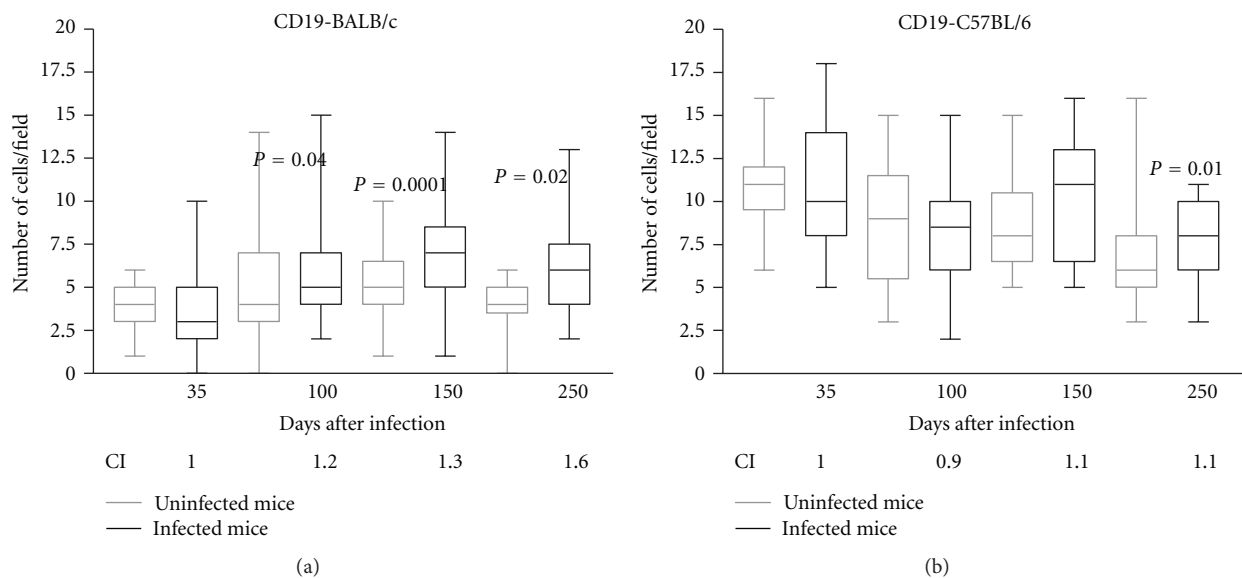 CD19-BALB/c
Number of cells/field
20
17.5
15
12.5
10
7.5
5
2.5
0
P = 0.04
P = 0.0001
P = 0.02
35 100 150 250
Days after infection
CI 1 1.2 1.3 1.6
Uninfected mice
Infected mice
(a)
CD19-C57BL/6
Number of cells/field
20
17.5
15
12.5
10
7.5
5
2.5
0
P = 0.01
35 100 150 250
Days after infection
CI 1 0.9 1.1 1.1
Uninfected mice
Infected mice
(b)